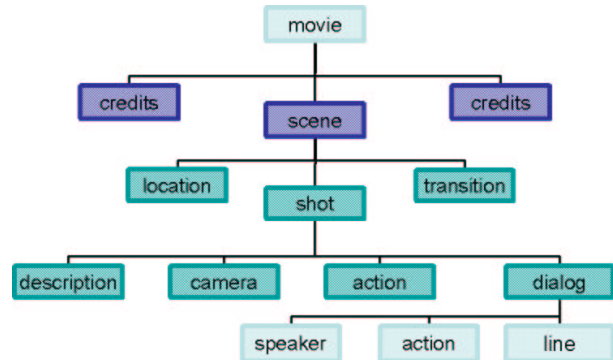 movie
credits
credits
scene
location
transition
shot
description
camera
action
dialog
speaker
action
line